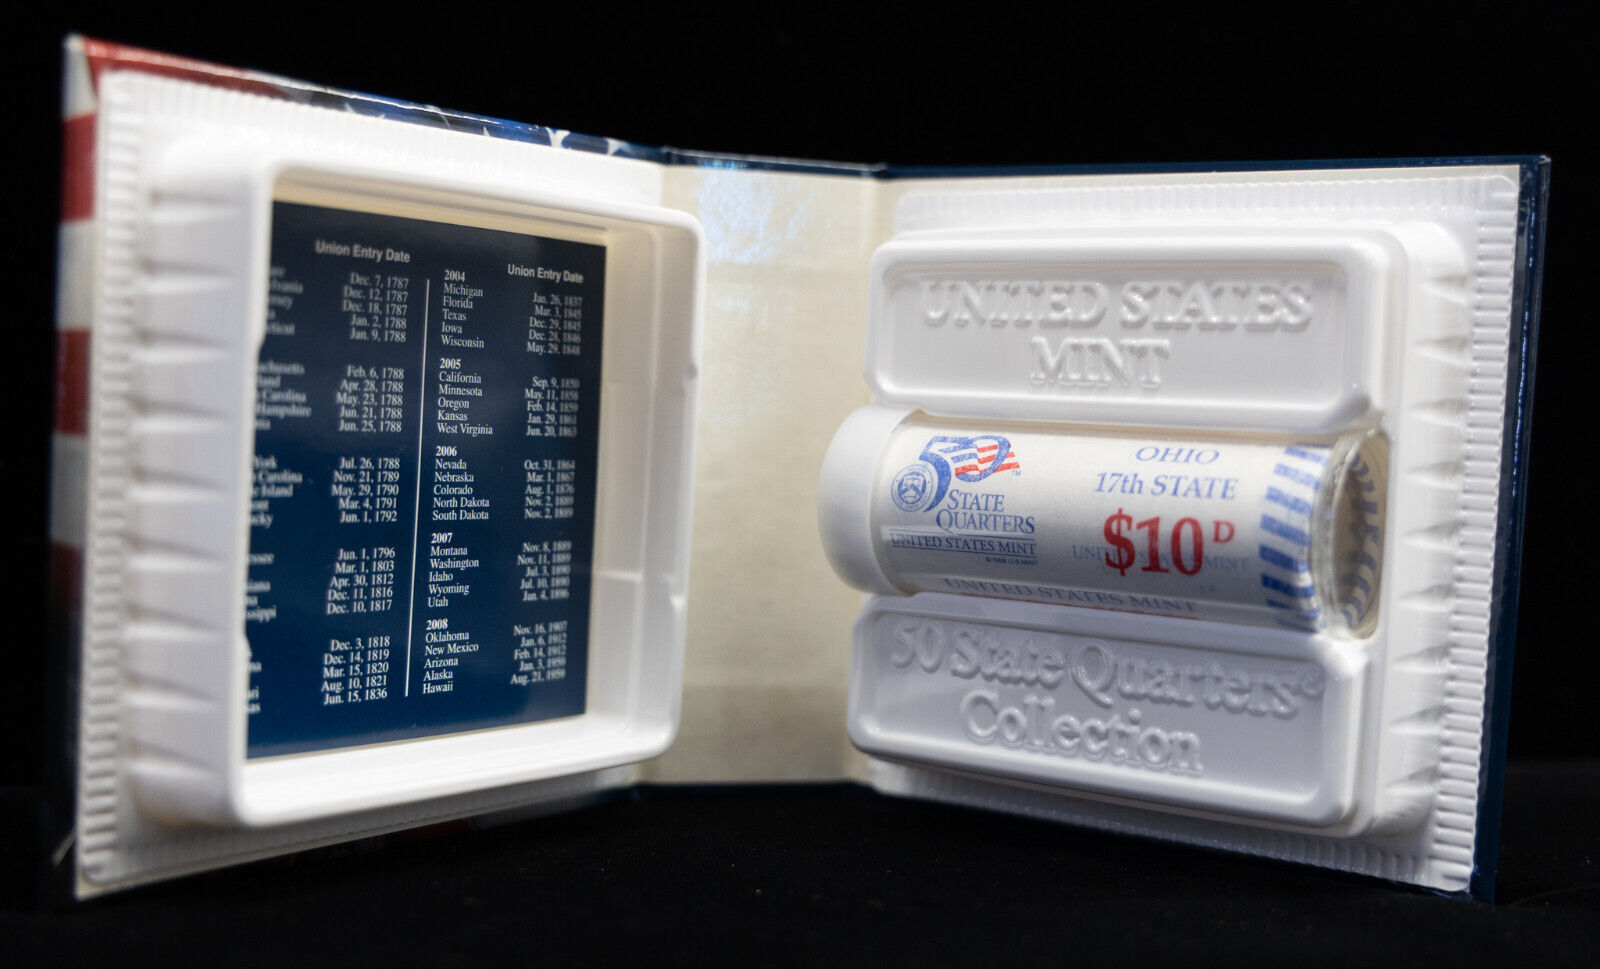 Union Entry Date
Dec. 7, 1787
Dec. 12, 1787
Dec. 18, 1787
Jan. 2, 1788
Jan. 9, 1788
Feb. 6, 1788
Apr. 28, 1788
Carolina May. 23, 1788
Hampshire Jun. 21, 1788
Jun. 25, 1788
Jul. 26, 1788
Carolina Nov. 21, 1789
Island May. 29, 1790
Mar. 4, 1791
Jun. 1, 1792
Jun. 1, 1796
Mar. 1, 1803
Apr. 30, 1812
Dec. 11, 1816
Dec. 10, 1817
Dec. 3, 1818
Dec. 14, 1819
Mar. 15, 1820
Aug. 10, 1821
Jun. 15, 1836
2004 Union Entry Date
Michigan Jan. 26, 1837
Florida Mar. 3, 1845
Texas Dec. 29, 1845
Iowa Dec. 28, 1846
Wisconsin May. 29, 1848
2005
California Sep. 9, 1850
Minnesota May. 11, 1858
Oregon Feb. 14, 1859
Kansas Jan. 29, 1861
West Virginia Jun. 20, 1863
2006
Nevada Oct. 31, 1864
Nebraska Mar. 1, 1867
Colorado Aug. 1, 1876
North Dakota Nov. 2, 1889
South Dakota Nov. 2, 1889
2007
Montana Nov. 8, 1889
Washington Nov. 11, 1889
Idaho Jul. 3, 1890
Wyoming Jul. 10, 1890
Utah Jan. 4, 1896
2008
Oklahoma Nov. 16, 1907
New Mexico Jan. 6, 1912
Arizona Feb. 14, 1912
Alaska Jan. 3, 1959
Hawaii Aug. 21, 1959
UNITED STATES
MINT
50
STATE
QUARTERS
UNITED STATES MINT
OHIO
17th STATE
$10 D
UNITED STATES MINT
50 State Quarters®
Collection